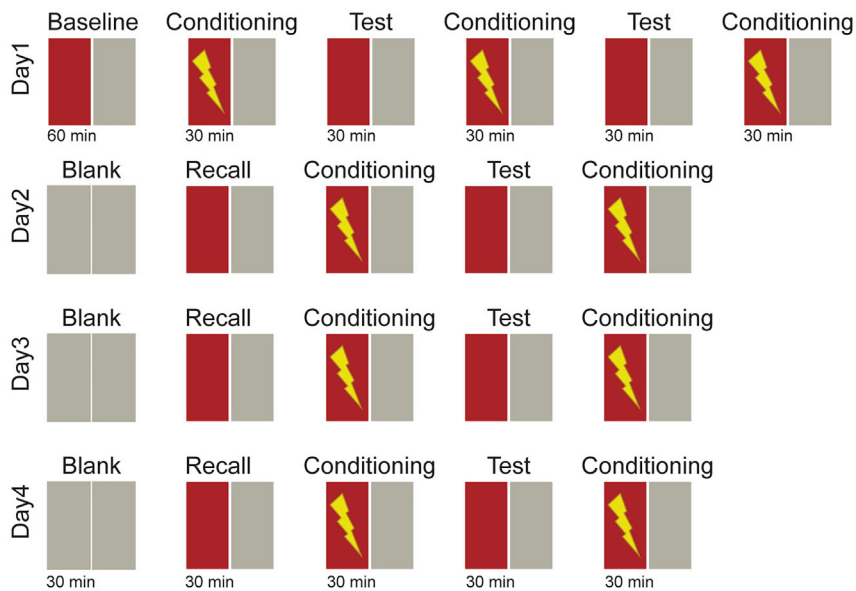 Baseline Conditioning Test Conditioning Test Conditioning
Day1
60 min 30 min 30 min 30 min 30 min 30 min
Blank Recall Conditioning Test Conditioning
Day2
Blank Recall Conditioning Test Conditioning
Day3
Blank Recall Conditioning Test Conditioning
Day4
30 min 30 min 30 min 30 min 30 min